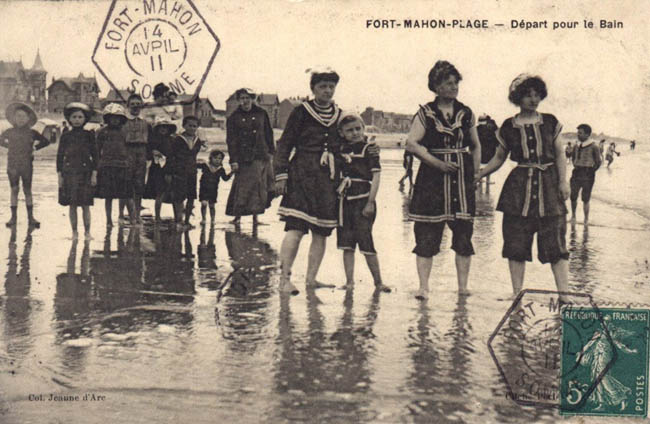 FORT-MAHON-PLAGE — Départ pour le Bain
FORT-MAHON
14
AVRIL
11
SOMME
RÉPUBLIQUE FRANÇAISE
5c
POSTES
Col. Jeanne d'Arc